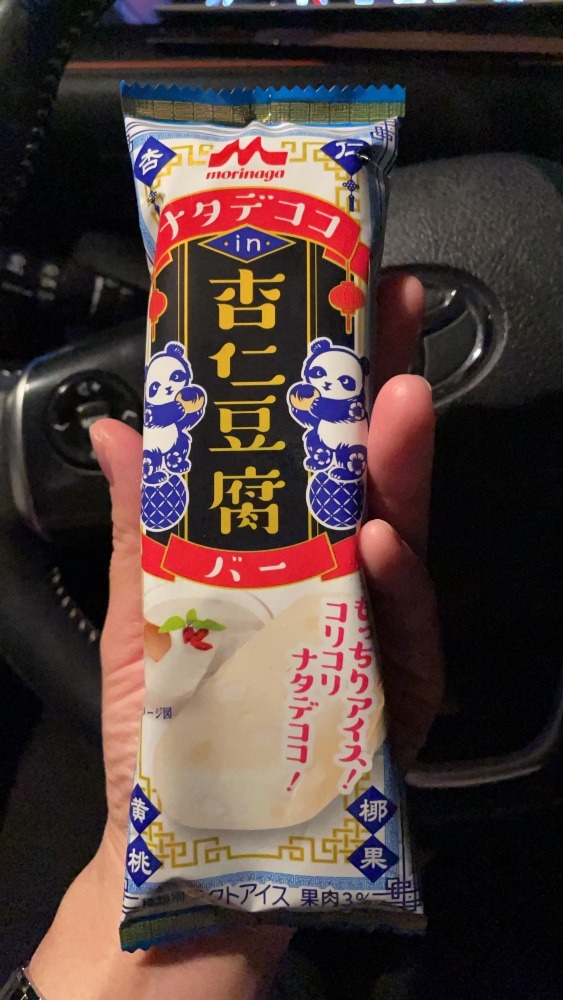 杏仁
morinaga
ナタデココ
in
杏仁豆腐
バー
もっちりアイス!
コリコリ
ナタデココ!
ージ図
黄桃
椰果
クトアイス 果肉3%